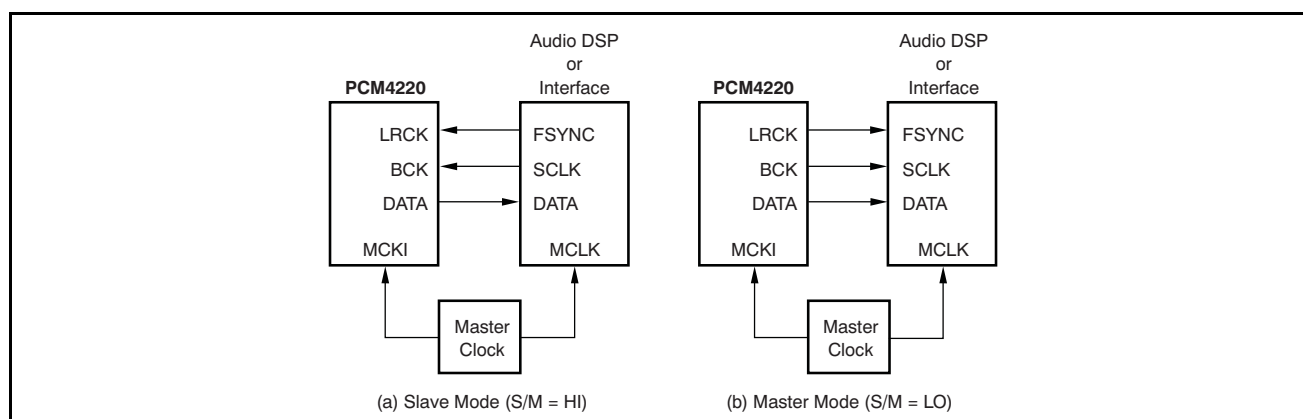 Audio DSP
or
Interface
PCM4220
LRCK
BCK
DATA
MCKI
FSYNC
SCLK
DATA
MCLK
Master
Clock
(a) Slave Mode (S/M = HI)
Audio DSP
or
Interface
PCM4220
LRCK
BCK
DATA
MCKI
FSYNC
SCLK
DATA
MCLK
Master
Clock
(b) Master Mode (S/M = LO)